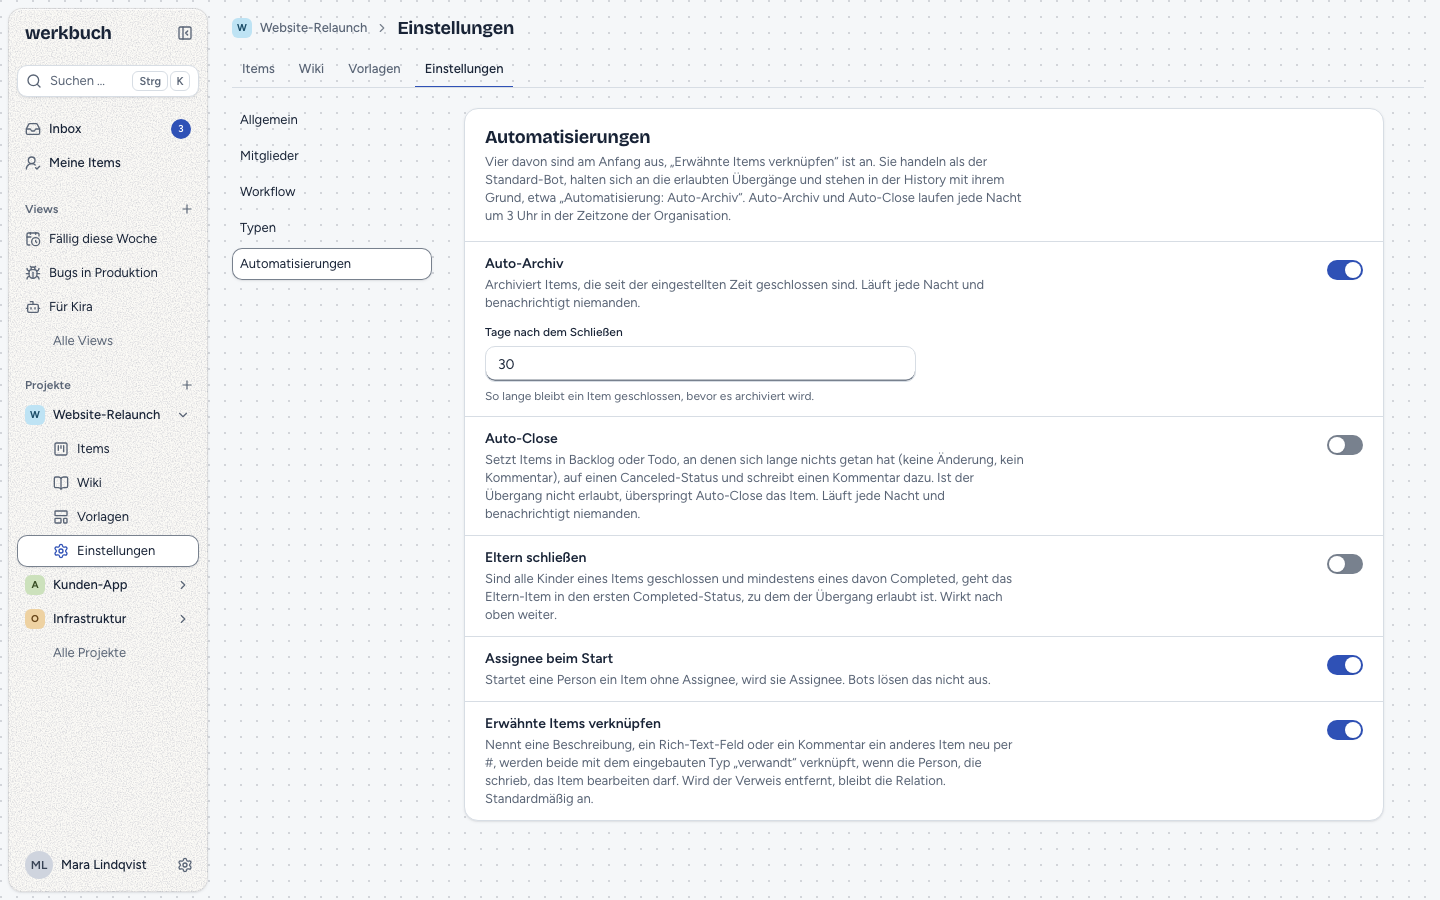 werkbuch
Suchen ...
Strg
K
Inbox
3
Meine Items
Views
Fällig diese Woche
Bugs in Produktion
Für Kira
Alle Views
Projekte
W
Website-Relaunch
Items
Wiki
Vorlagen
Einstellungen
A
Kunden-App
O
Infrastruktur
Alle Projekte
ML
Mara Lindqvist
W
Website-Relaunch
Einstellungen
Items
Wiki
Vorlagen
Einstellungen
Allgemein
Mitglieder
Workflow
Typen
Automatisierungen
Automatisierungen
Vier davon sind am Anfang aus, „Erwähnte Items verknüpfen“ ist an. Sie handeln als der
Standard-Bot, halten sich an die erlaubten Übergänge und stehen in der History mit ihrem
Grund, etwa „Automatisierung: Auto-Archiv“. Auto-Archiv und Auto-Close laufen jede Nacht
um 3 Uhr in der Zeitzone der Organisation.
Auto-Archiv
Archiviert Items, die seit der eingestellten Zeit geschlossen sind. Läuft jede Nacht und
benachrichtigt niemanden.
Tage nach dem Schließen
30
So lange bleibt ein Item geschlossen, bevor es archiviert wird.
Auto-Close
Setzt Items in Backlog oder Todo, an denen sich lange nichts getan hat (keine Änderung, kein
Kommentar), auf einen Canceled-Status und schreibt einen Kommentar dazu. Ist der
Übergang nicht erlaubt, überspringt Auto-Close das Item. Läuft jede Nacht und
benachrichtigt niemanden.
Eltern schließen
Sind alle Kinder eines Items geschlossen und mindestens eines davon Completed, geht das
Eltern-Item in den ersten Completed-Status, zu dem der Übergang erlaubt ist. Wirkt nach
oben weiter.
Assignee beim Start
Startet eine Person ein Item ohne Assignee, wird sie Assignee. Bots lösen das nicht aus.
Erwähnte Items verknüpfen
Nennt eine Beschreibung, ein Rich-Text-Feld oder ein Kommentar ein anderes Item neu per
#, werden beide mit dem eingebauten Typ „verwandt“ verknüpft, wenn die Person, die
schrieb, das Item bearbeiten darf. Wird der Verweis entfernt, bleibt die Relation.
Standardmäßig an.